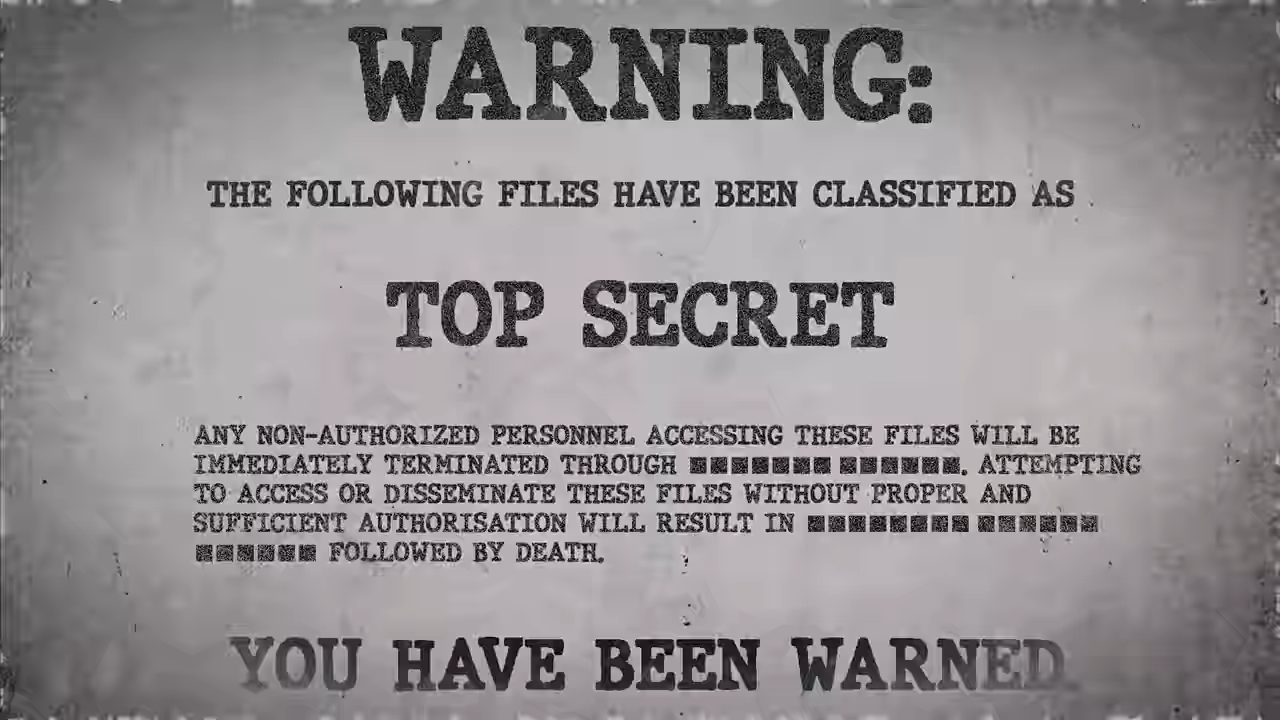 WARNING:
THE FOLLOWING FILES HAVE BEEN CLASSIFIED AS
TOP SECRET
ANY NON-AUTHORIZED PERSONNEL ACCESSING THESE FILES WILL BE
IMMEDIATELY TERMINATED THROUGH ■■■■■■■ ■■■■■■. ATTEMPTING
TO ACCESS OR DISSEMINATE THESE FILES WITHOUT PROPER AND
SUFFICIENT AUTHORISATION WILL RESULT IN ■■■■■■■■ ■■■■■■
■■■■■■ FOLLOWED BY DEATH.
YOU HAVE BEEN WARNED.